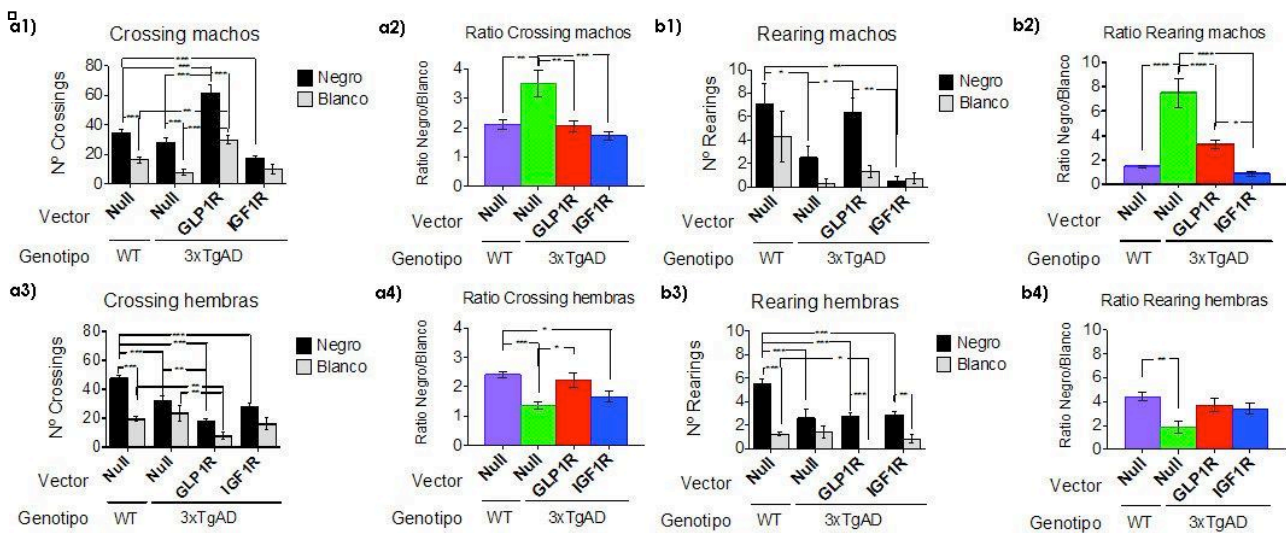 a1)
Crossing machos
Nº Crossings
80
60
40
20
0
Negro
Blanco
Vector
Null
Null
GLP1R
IGF1R
Genotipo
WT
3xTgAD
a2)
Ratio Crossing machos
Ratio Negro/Blanco
4
3
2
1
0
Null
Null
GLP1R
IGF1R
WT
3xTgAD
b1)
Rearing machos
Nº Rearings
10
8
6
4
2
0
Negro
Blanco
Vector
Null
Null
GLP1R
IGF1R
Genotipo
WT
3xTgAD
b2)
Ratio Rearing machos
Ratio Negro/Blanco
10
8
6
4
2
0
Null
Null
GLP1R
IGF1R
WT
3xTgAD
a3)
Crossing hembras
Nº Crossings
80
60
40
20
0
Negro
Blanco
Vector
Null
Null
GLP1R
IGF1R
Genotipo
WT
3xTgAD
a4)
Ratio Crossing hembras
Ratio Negro/Blanco
4
3
2
1
0
Null
Null
GLP1R
IGF1R
WT
3xTgAD
b3)
Rearing hembras
Nº Rearings
10
8
6
4
2
0
Negro
Blanco
Vector
Null
Null
GLP1R
IGF1R
Genotipo
WT
3xTgAD
b4)
Ratio Rearing hembras
Ratio Negro/Blanco
10
8
6
4
2
0
Null
Null
GLP1R
IGF1R
WT
3xTgAD